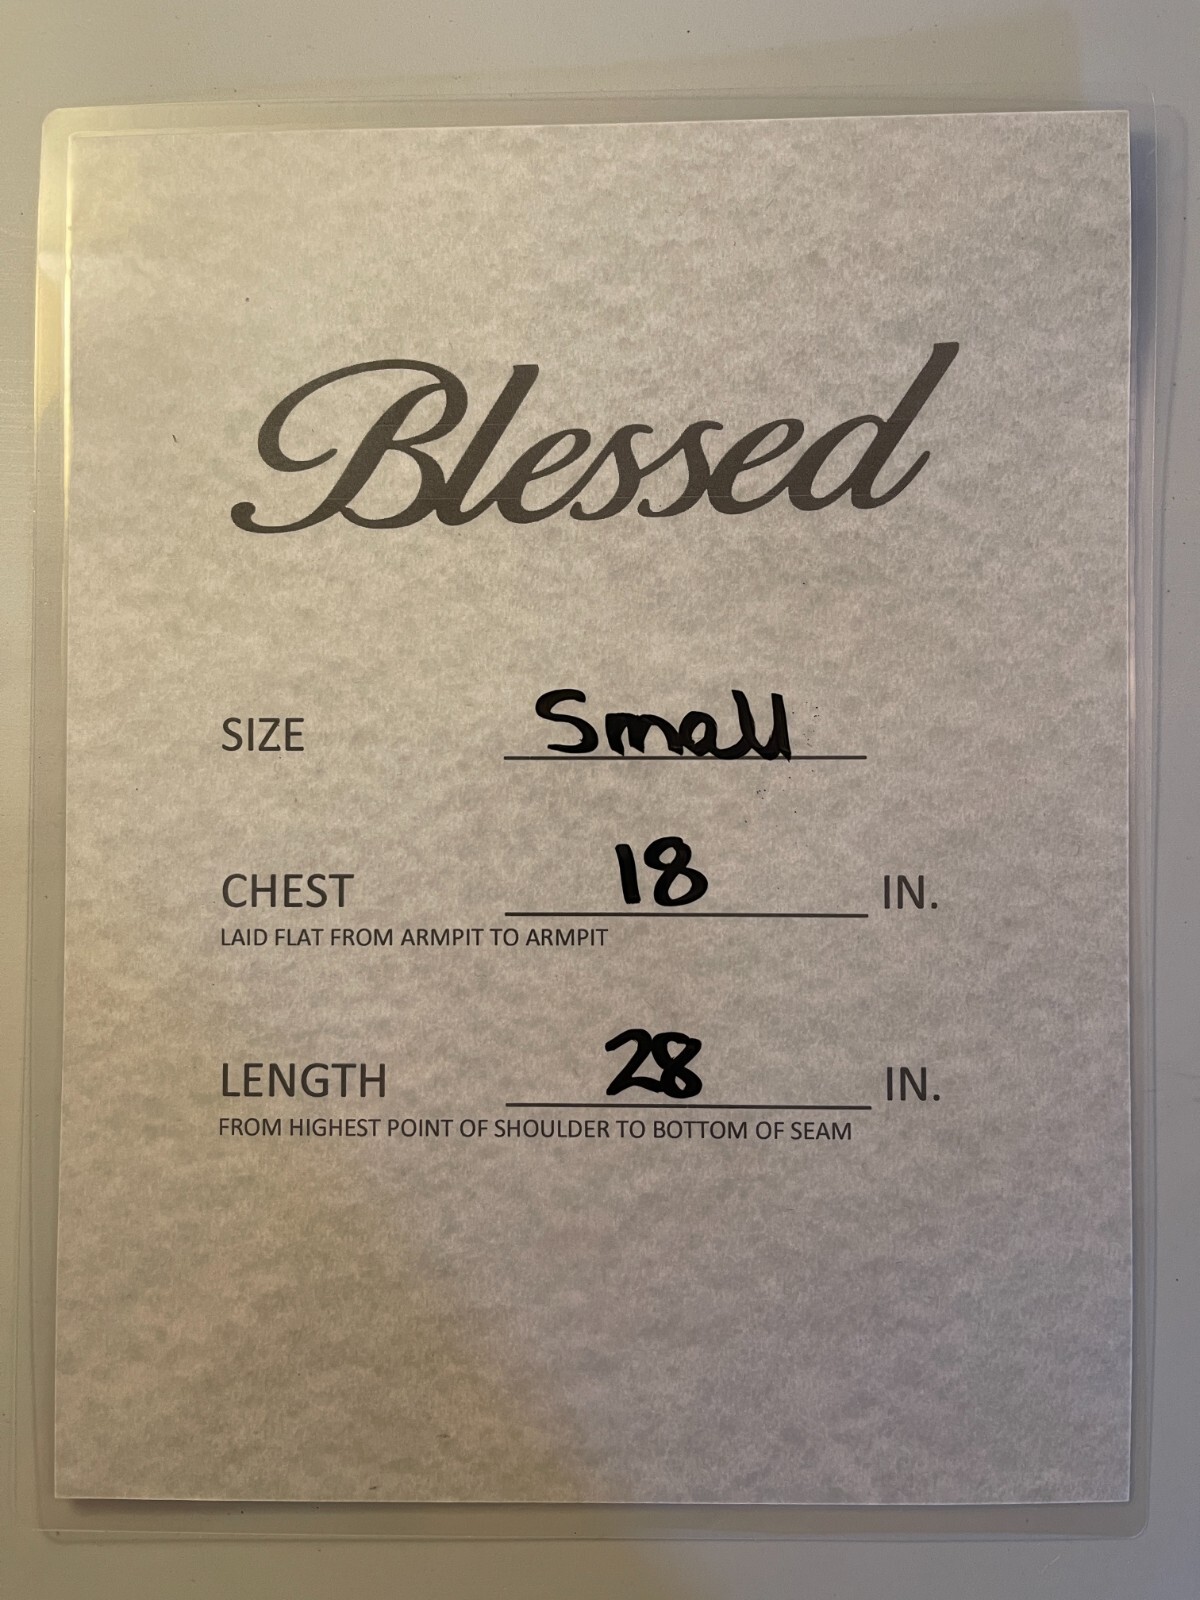 Blessed
SIZE Small
CHEST 18 IN.
LAID FLAT FROM ARMPIT TO ARMPIT
LENGTH 28 IN.
FROM HIGHEST POINT OF SHOULDER TO BOTTOM OF SEAM